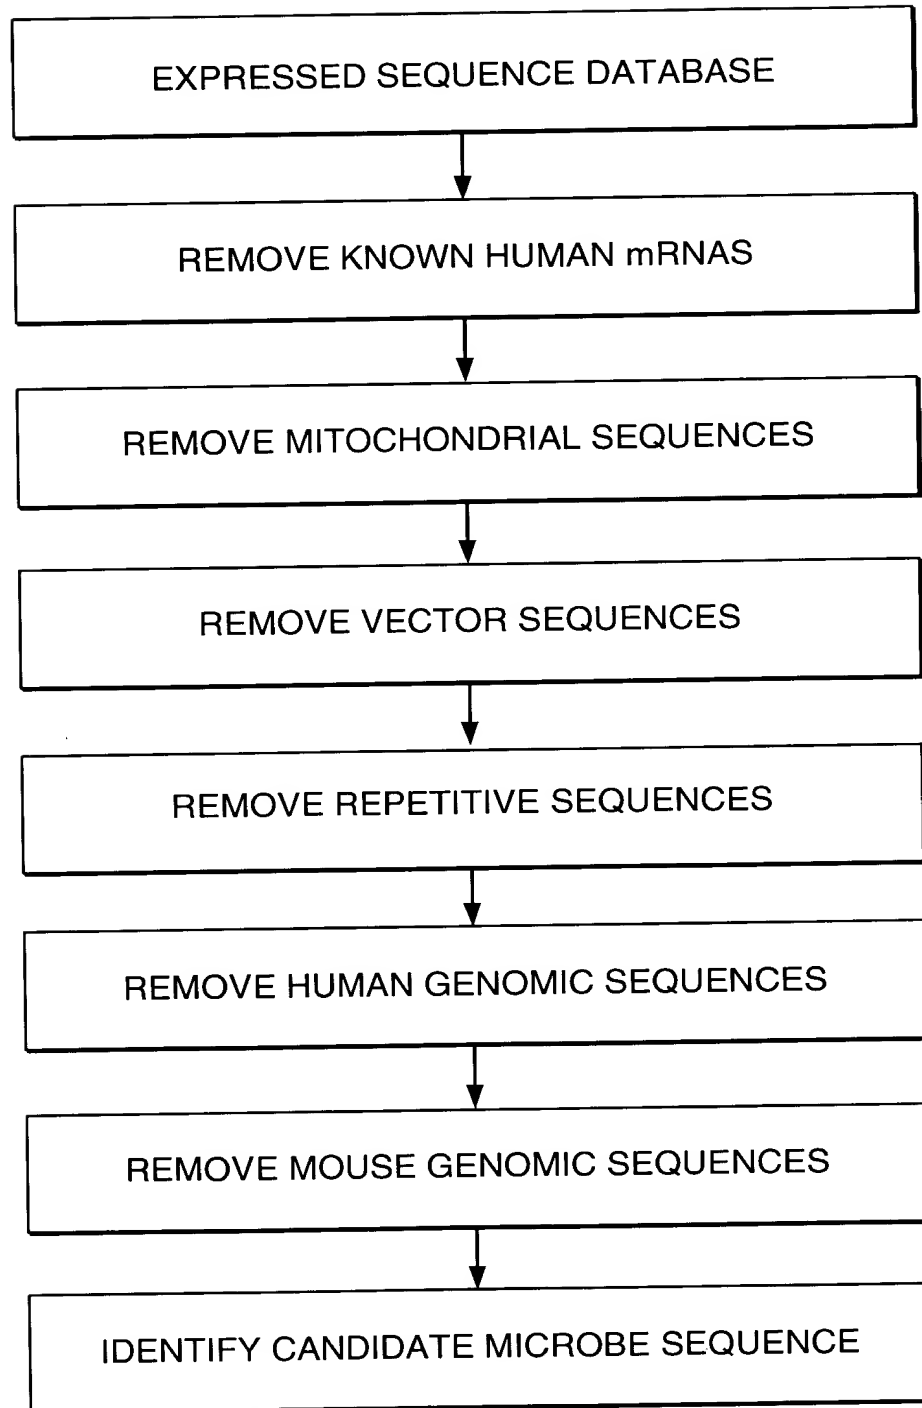 EXPRESSED SEQUENCE DATABASE
REMOVE KNOWN HUMAN mRNAS
REMOVE MITOCHONDRIAL SEQUENCES
REMOVE VECTOR SEQUENCES
REMOVE REPETITIVE SEQUENCES
REMOVE HUMAN GENOMIC SEQUENCES
REMOVE MOUSE GENOMIC SEQUENCES
IDENTIFY CANDIDATE MICROBE SEQUENCE